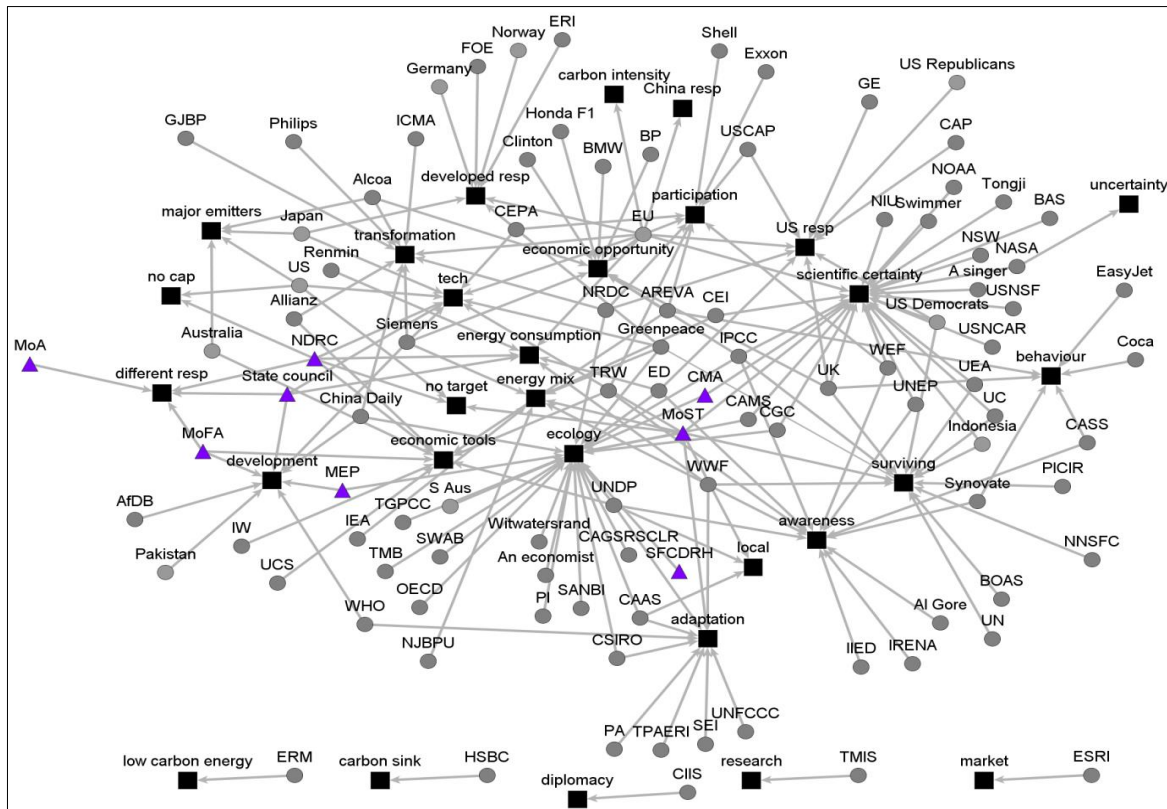 ERI
Norway
Shell
FOE
Exxon
Germany
carbon intensity
China resp
US Republicans
GE
GJBP
Philips
ICMA
Honda F1
BP
USCAP
CAP
Clinton
BMW
NOAA
Alcoa
developed resp
participation
Tongji
uncertainty
NIU
Swimmer
BAS
major emitters
Japan
CEPA
EU
US resp
transformation
economic opportunity
NSW
Renmin
NASA
no cap
US
tech
scientific certainty
A singer
EasyJet
NRDC
AREVA
CEI
USNSF
Allianz
US Democrats
Siemens
energy consumption
Greenpeace
USNCAR
Australia
NDRC
IPCC
WEF
behaviour
Coca
MoA
different resp
State council
no target
energy mix
TRW
ED
CMA
UK
UEA
China Daily
UNEP
CAMS
MoST
CGC
UC
CASS
MoFA
economic tools
ecology
Indonesia
development
MEP
WWF
surviving
Synovate
PICIR
S Aus
UNDP
AfDB
TGPCC
IEA
Witwatersrand
CAGSRSCLR
awareness
IW
SWAB
SFCDRH
NNSFC
Pakistan
TMB
An economist
local
UCS
OECD
BOAS
PI
SANBI
CAAS
Al Gore
WHO
adaptation
UN
NJBPU
CSIRO
IIED
IRENA
UNFCCC
PA
TPAERI
SEI
low carbon energy
ERM
carbon sink
HSBC
diplomacy
CIIS
research
TMIS
market
ESRI